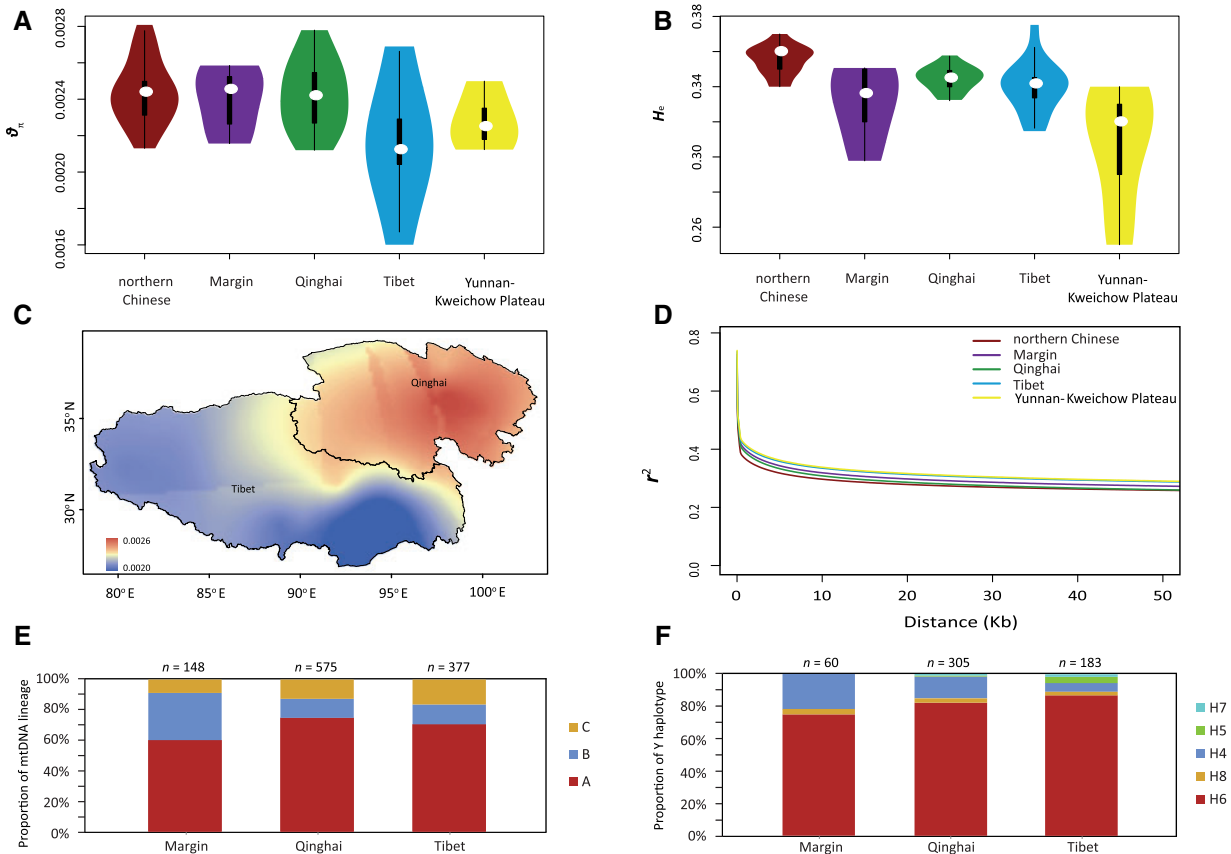 A
0.0028
0.0024
0.0020
0.0016
ϑπ
northern
Chinese
Margin
Qinghai
Tibet
Yunnan-
Kweichow Plateau
B
0.38
0.34
0.30
0.26
He
northern
Chinese
Margin
Qinghai
Tibet
Yunnan-
Kweichow Plateau
C
Qinghai
Tibet
35° N
30° N
0.0026
0.0020
80° E
85° E
90° E
95° E
100° E
D
0.8
0.6
0.4
0.2
0.0
r2
northern Chinese
Margin
Qinghai
Tibet
Yunnan-Kweichow Plateau
0
10
20
30
40
50
Distance (Kb)
E
n = 148
n = 575
n = 377
100%
80%
60%
40%
20%
0%
Proportion of mtDNA lineage
C
B
A
Margin
Qinghai
Tibet
F
n = 60
n = 305
n = 183
100%
80%
60%
40%
20%
0%
Proportion of Y haplotype
H7
H5
H4
H8
H6
Margin
Qinghai
Tibet